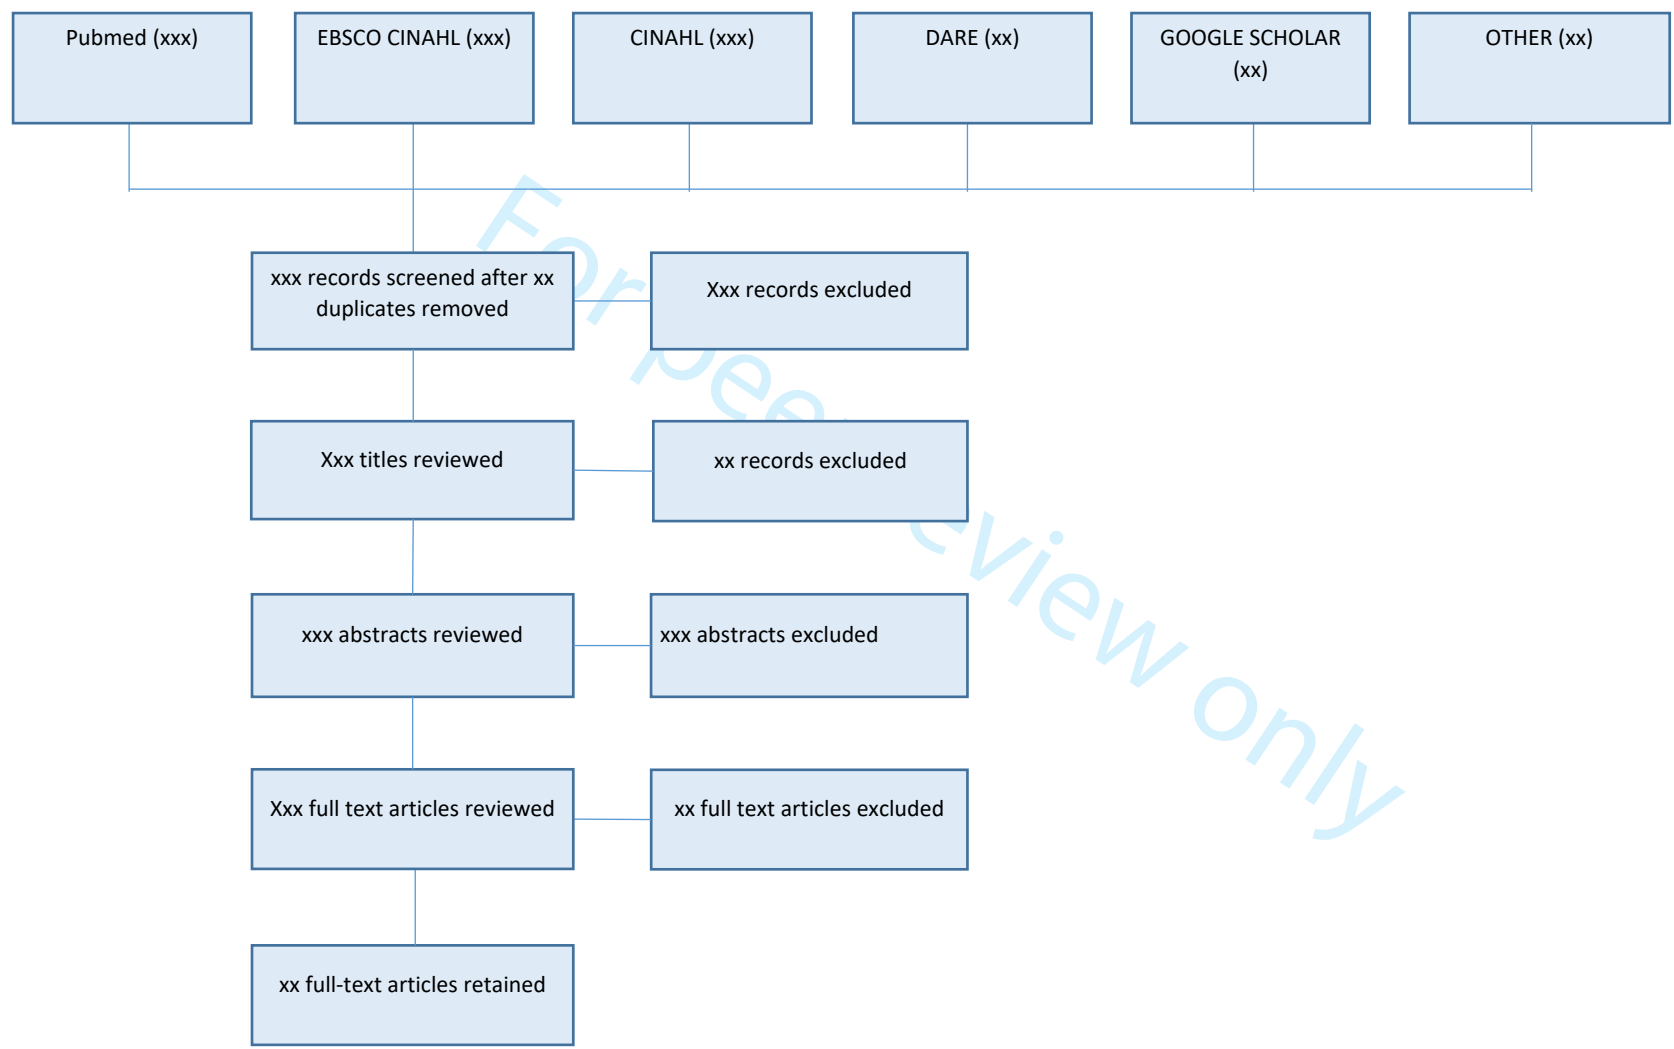 Pubmed (xxx)
EBSCO CINAHL (xxx)
CINAHL (xxx)
DARE (xx)
GOOGLE SCHOLAR
(xx)
OTHER (xx)
xxx records screened after xx
duplicates removed
Xxx records excluded
Xxx titles reviewed
xx records excluded
xxx abstracts reviewed
xxx abstracts excluded
Xxx full text articles reviewed
xx full text articles excluded
xx full-text articles retained
For peer review only